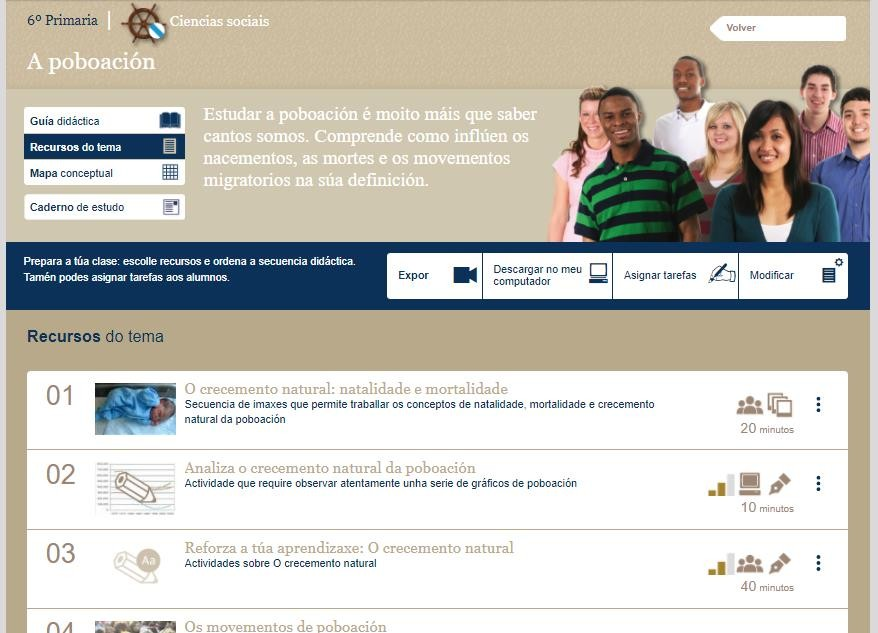 6º Primaria
Ciencias sociais
Volver
A poboación
Guía didáctica
Recursos do tema
Mapa conceptual
Caderno de estudo
Estudar a poboación é moito máis que saber
cantos somos. Comprende como inflúen os
nacementos, as mortes e os movementos
migratorios na súa definición.
Prepara a túa clase: escolle recursos e ordena a secuencia didáctica.
Tamén podes asignar tarefas aos alumnos.
Expor
Descargar no meu
computador
Asignar tarefas
Modificar
Recursos do tema
01
O crecemento natural: natalidade e mortalidade
Secuencia de imaxes que permite traballar os conceptos de natalidade, mortalidade e crecemento
natural da poboación
20 minutos
02
Analiza o crecemento natural da poboación
Actividade que require observar atentamente unha serie de gráficos de poboación
10 minutos
03
Aa
Reforza a túa aprendizaxe: O crecemento natural
Actividades sobre O crecemento natural
40 minutos
04
Os movementos de poboación